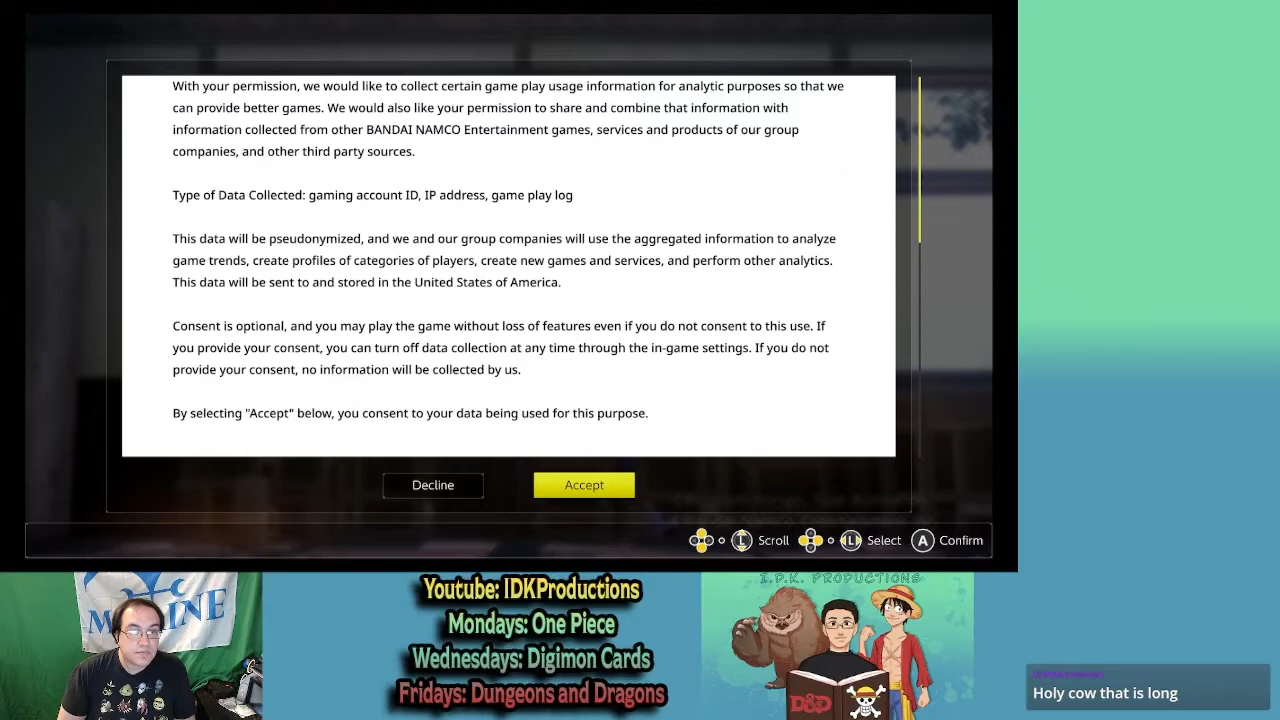 With your permission, we would like to collect certain game play usage information for analytic purposes so that we
can provide better games. We would also like your permission to share and combine that information with
information collected from other BANDAI NAMCO Entertainment games, services and products of our group
companies, and other third party sources.
Type of Data Collected: gaming account ID, IP address, game play log
This data will be pseudonymized, and we and our group companies will use the aggregated information to analyze
game trends, create profiles of categories of players, create new games and services, and perform other analytics.
This data will be sent to and stored in the United States of America.
Consent is optional, and you may play the game without loss of features even if you do not consent to this use. If
you provide your consent, you can turn off data collection at any time through the in-game settings. If you do not
provide your consent, no information will be collected by us.
By selecting "Accept" below, you consent to your data being used for this purpose.
Decline Accept
L Scroll L Select A Confirm
Youtube: IDKProductions
Mondays: One Piece
Wednesdays: Digimon Cards
Fridays: Dungeons and Dragons
I.D.K. PRODUCTIONS
D&D
Holy cow that is long